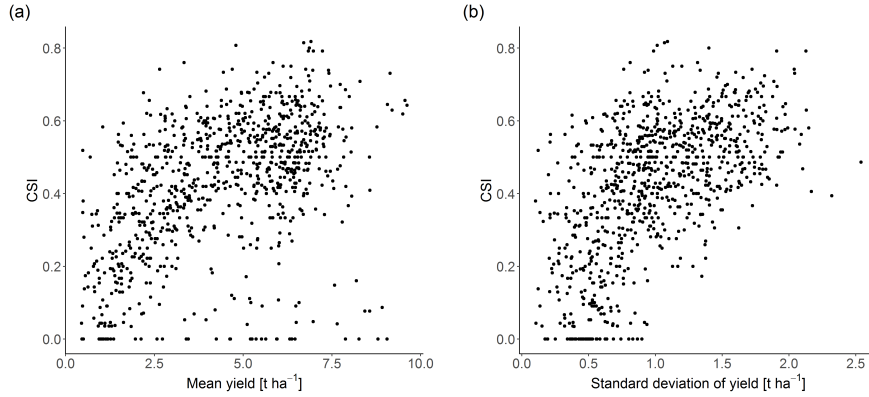 (a)
(b)
CSI
0.8
0.6
0.4
0.2
0.0
0.0 2.5 5.0 7.5 10.0
Mean yield [t ha⁻¹]
CSI
0.8
0.6
0.4
0.2
0.0
0.0 0.5 1.0 1.5 2.0 2.5
Standard deviation of yield [t ha⁻¹]